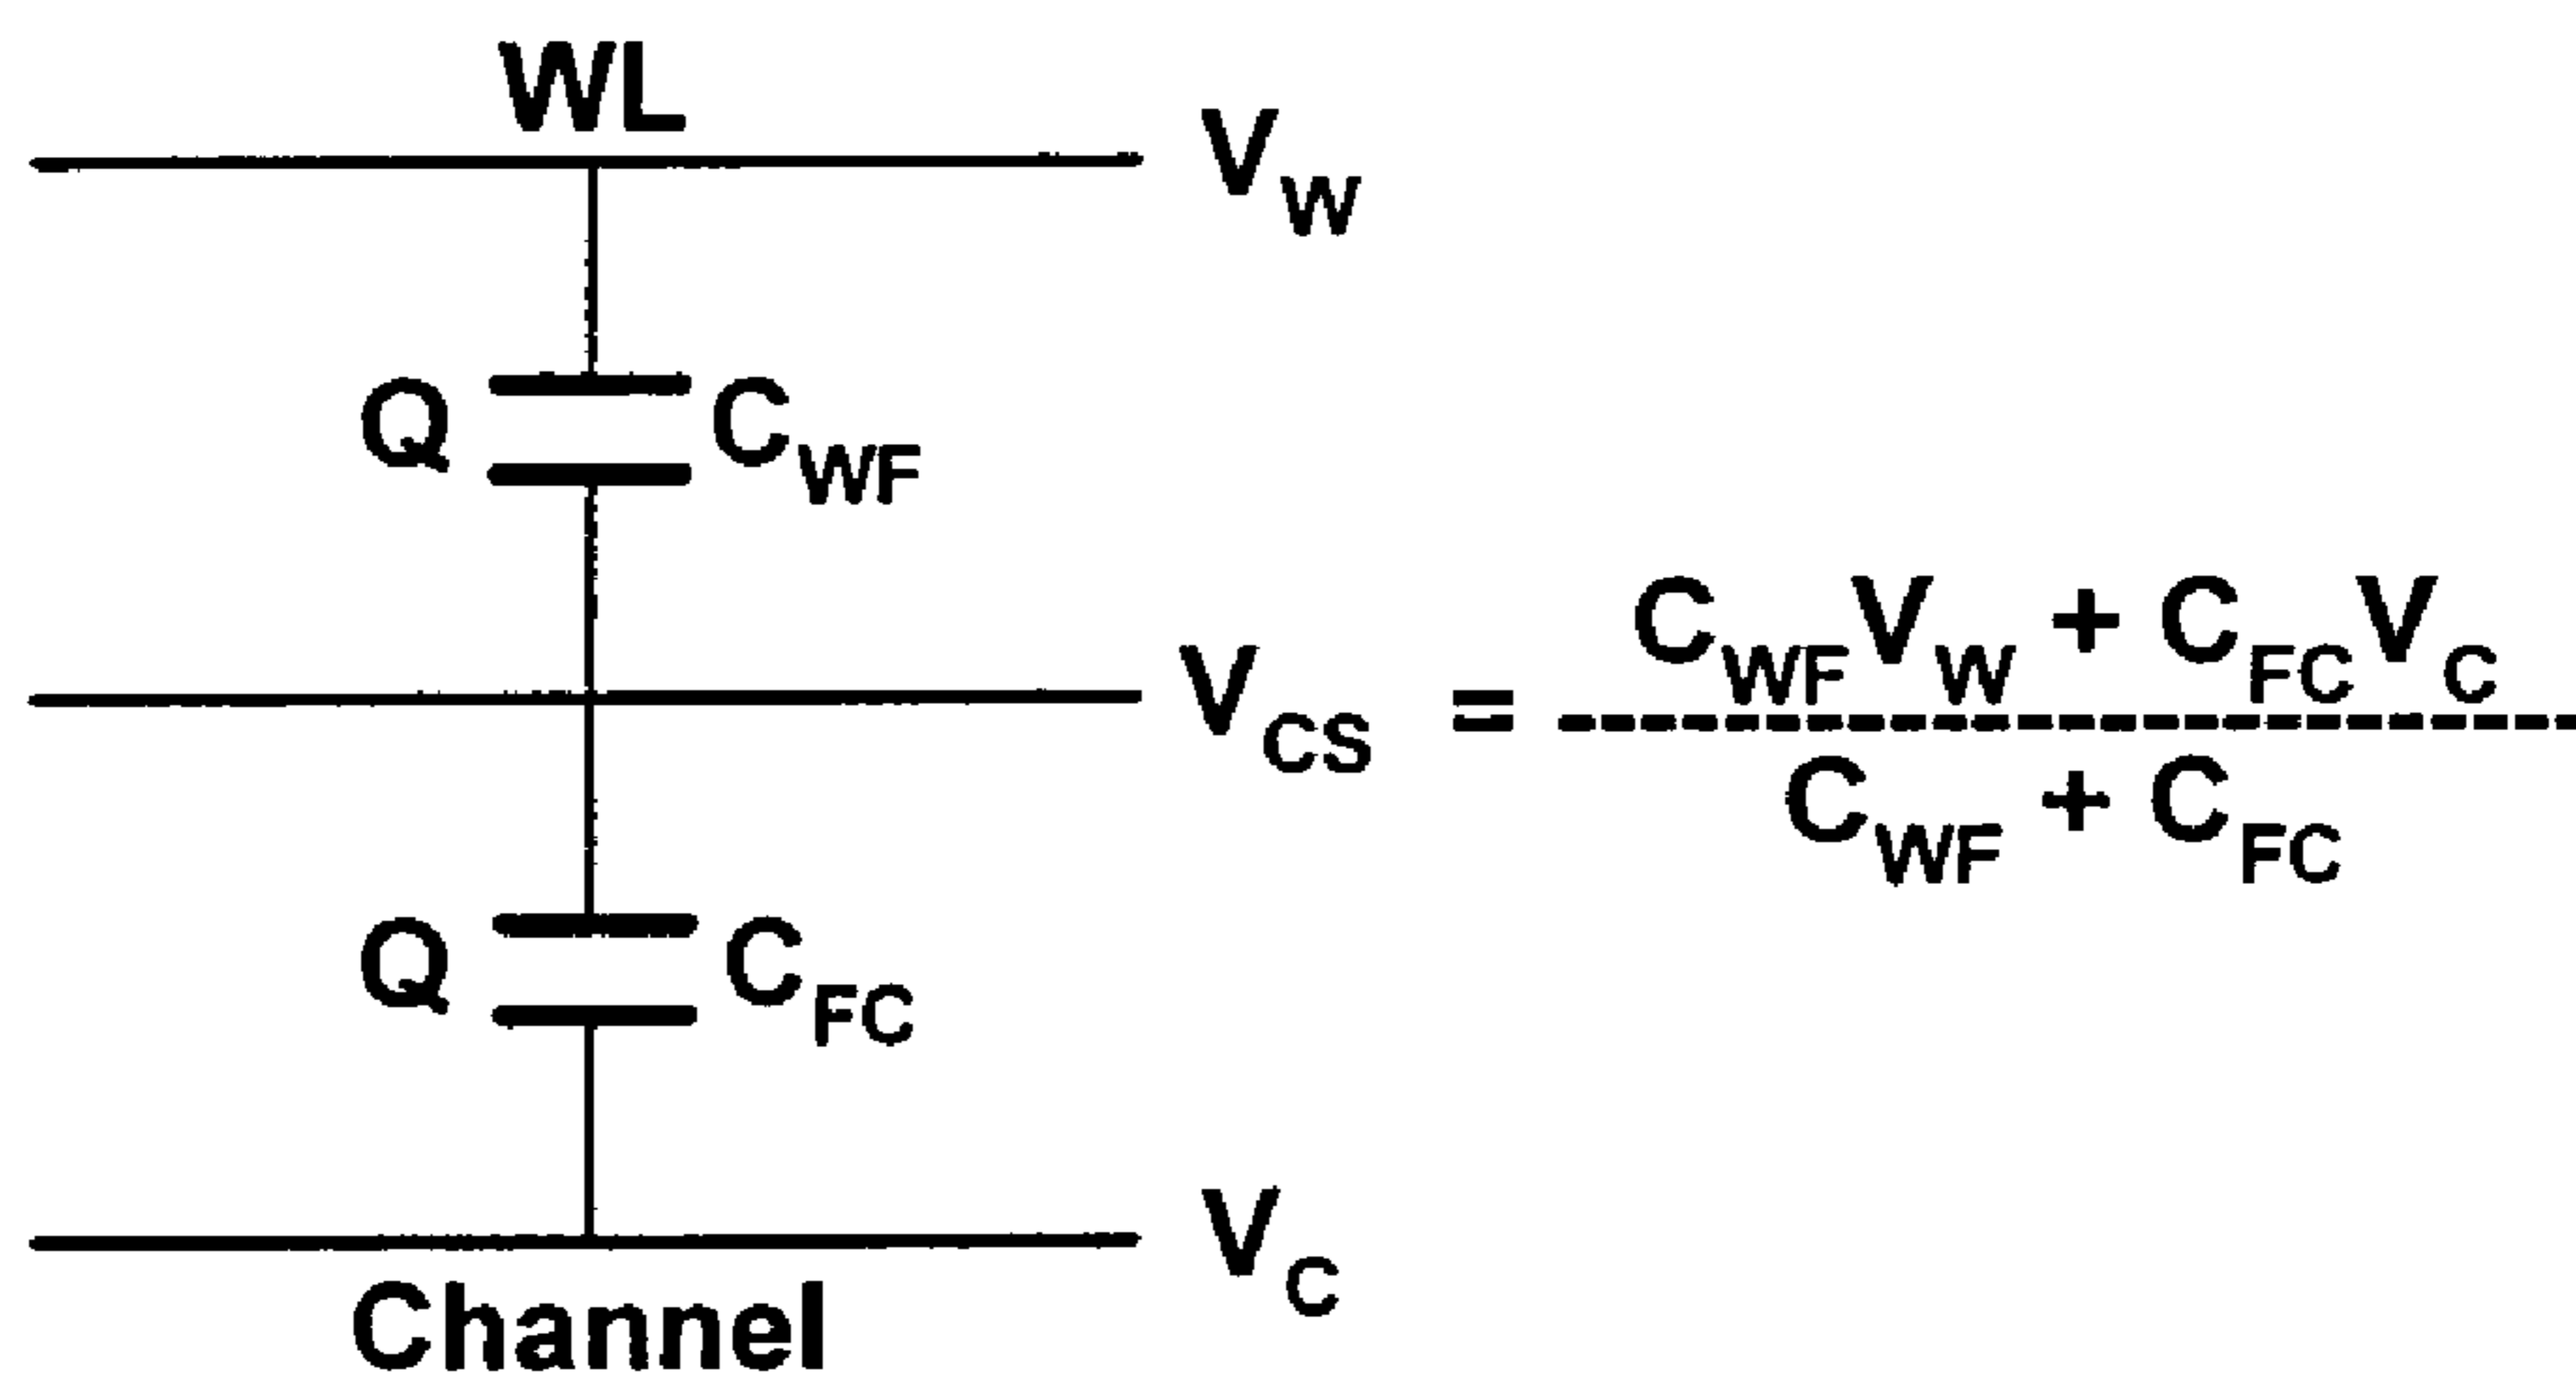 WL
V_W
Q C_WF
V_CS = C_WF V_W + C_FC V_C
C_WF + C_FC
Q C_FC
V_C
Channel